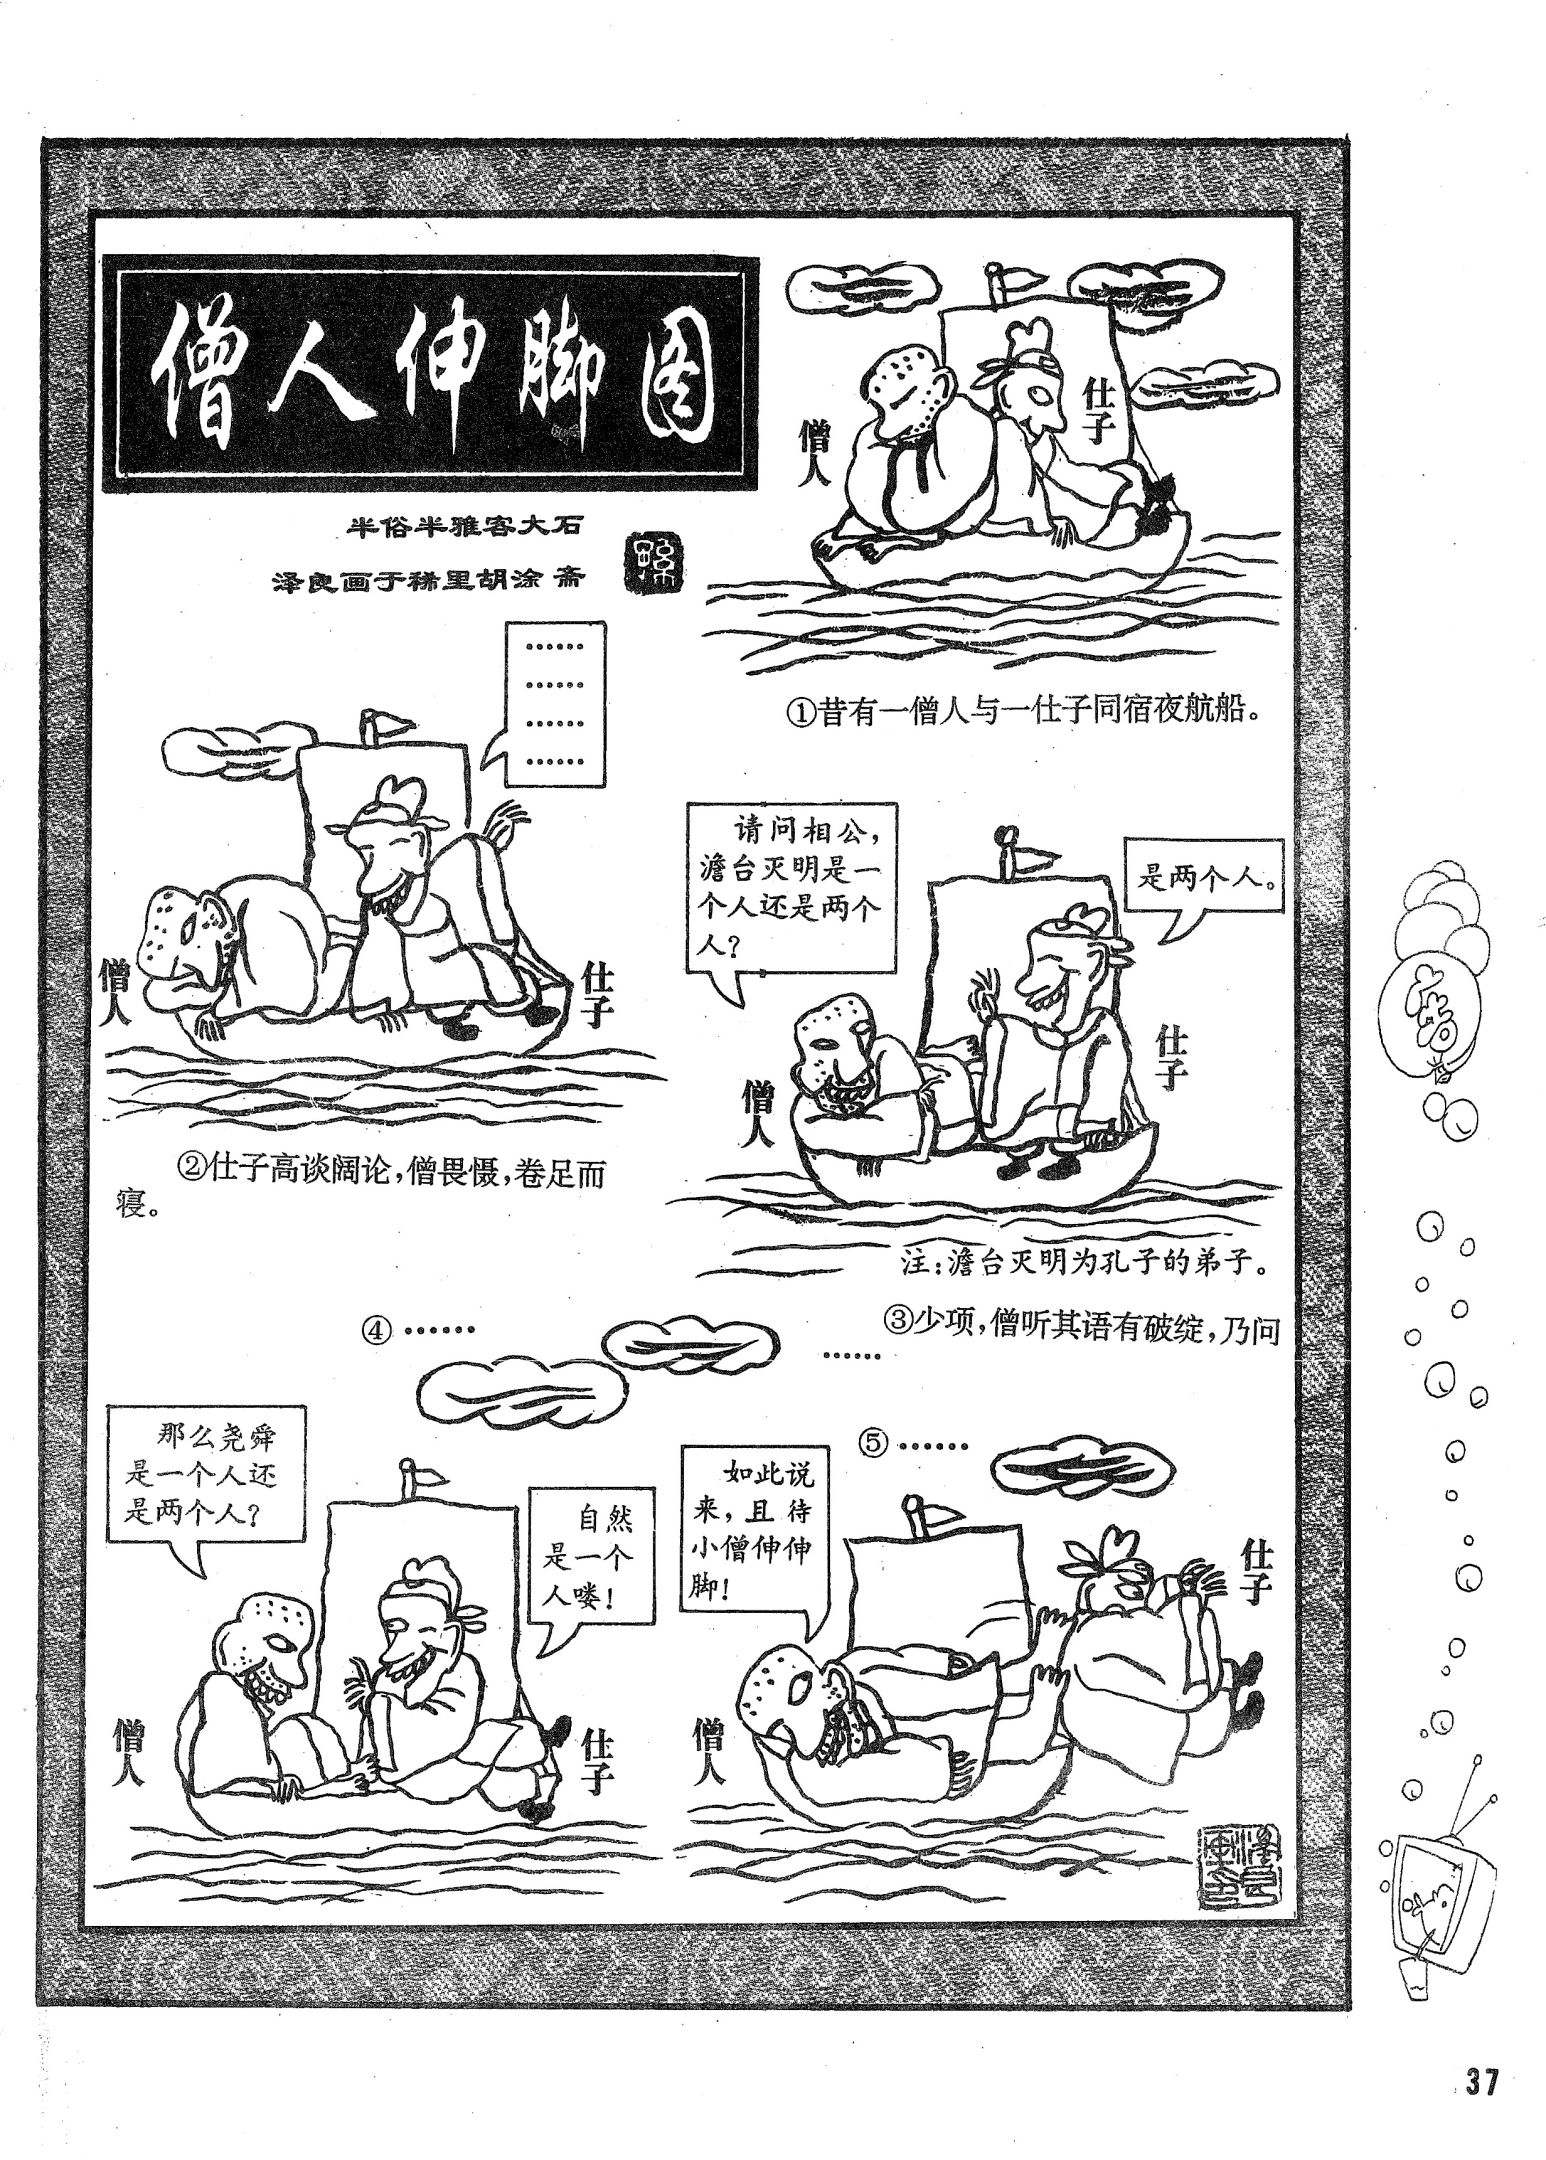 僧人伸脚图
半俗半雅客大石
泽良画于稀里胡涂斋
僧人
仕子
①昔有一僧人与一仕子同宿夜航船。
……
……
……
……
僧人
仕子
②仕子高谈阔论，僧畏慑，卷足而
寝。
请问相公，
澹台灭明是一
个人还是两个
人？
是两个人。
僧人
仕子
注：澹台灭明为孔子的弟子。
③少项，僧听其语有破绽，乃问
……
④……
那么尧舜
是一个人还
是两个人？
自然
是一个
人喽！
僧人
仕子
⑤……
如此说
来，且待
小僧伸伸
脚！
僧人
仕子
广告
37